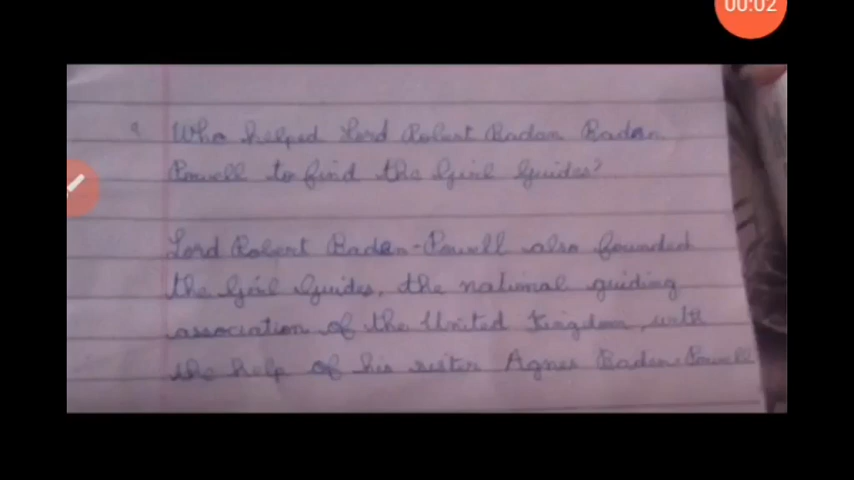 00:02
Who helped Lord Robert Badan Badan
Powell to find the Girl Guides?
Lord Robert Baden-Powell also founded
the Girl Guides, the national guiding
association of the United Kingdom, with
the help of his sister Agnes Baden-Powell